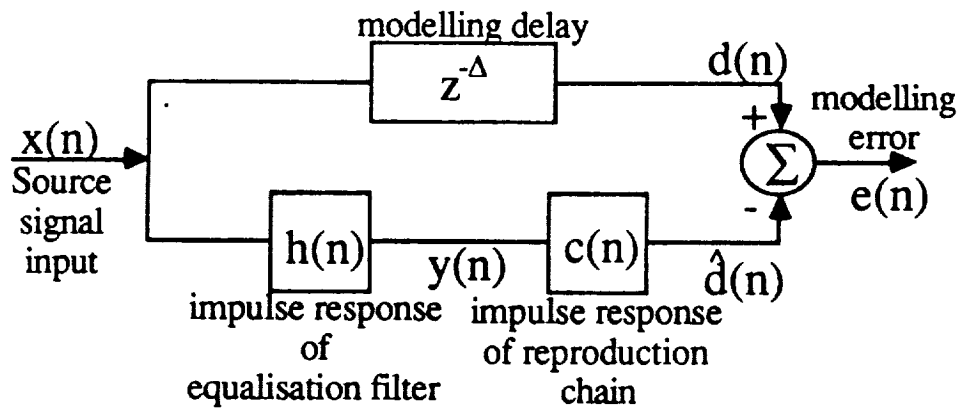 modelling delay
z^-Δ
d(n)
modelling
error
e(n)
+
Σ
-
x(n)
Source
signal
input
h(n)
y(n)
c(n)
d̂(n)
impulse response
of
equalisation filter
impulse response
of reproduction
chain